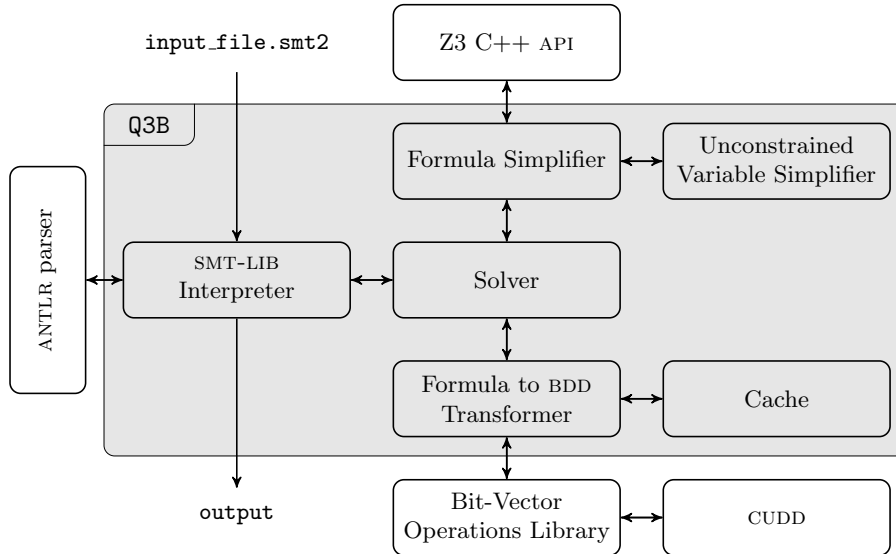 input_file.smt2
Z3 C++ API
Q3B
Formula Simplifier
Unconstrained
Variable Simplifier
ANTLR parser
SMT-LIB
Interpreter
Solver
Formula to BDD
Transformer
Cache
output
Bit-Vector
Operations Library
CUDD